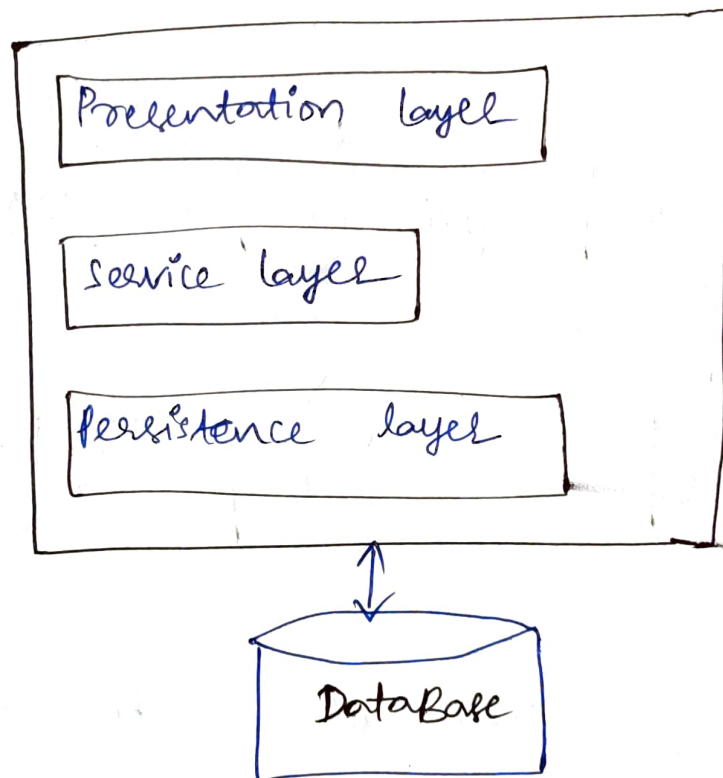 Presentation layer
Service layer
Persistence layer
DataBase